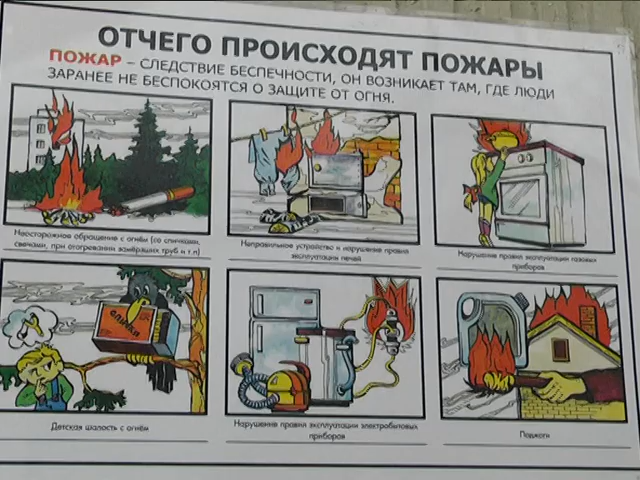 ОТЧЕГО ПРОИСХОДЯТ ПОЖАРЫ
ПОЖАР – СЛЕДСТВИЕ БЕСПЕЧНОСТИ, ОН ВОЗНИКАЕТ ТАМ, ГДЕ ЛЮДИ
ЗАРАНЕЕ НЕ БЕСПОКОЯТСЯ О ЗАЩИТЕ ОТ ОГНЯ.
Неосторожное обращение с огнём (со спичками,
свечами, при отогревании замёрзших труб и т.п)
Неправильное устройство и нарушение правил
эксплуатации печей
Нарушение правил эксплуатации газовых
приборов
спички
Детская шалость с огнём
Нарушение правил эксплуатации электробытовых
приборов
Поджоги